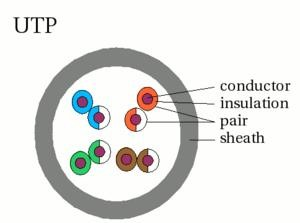 UTP
conductor
insulation
pair
sheath